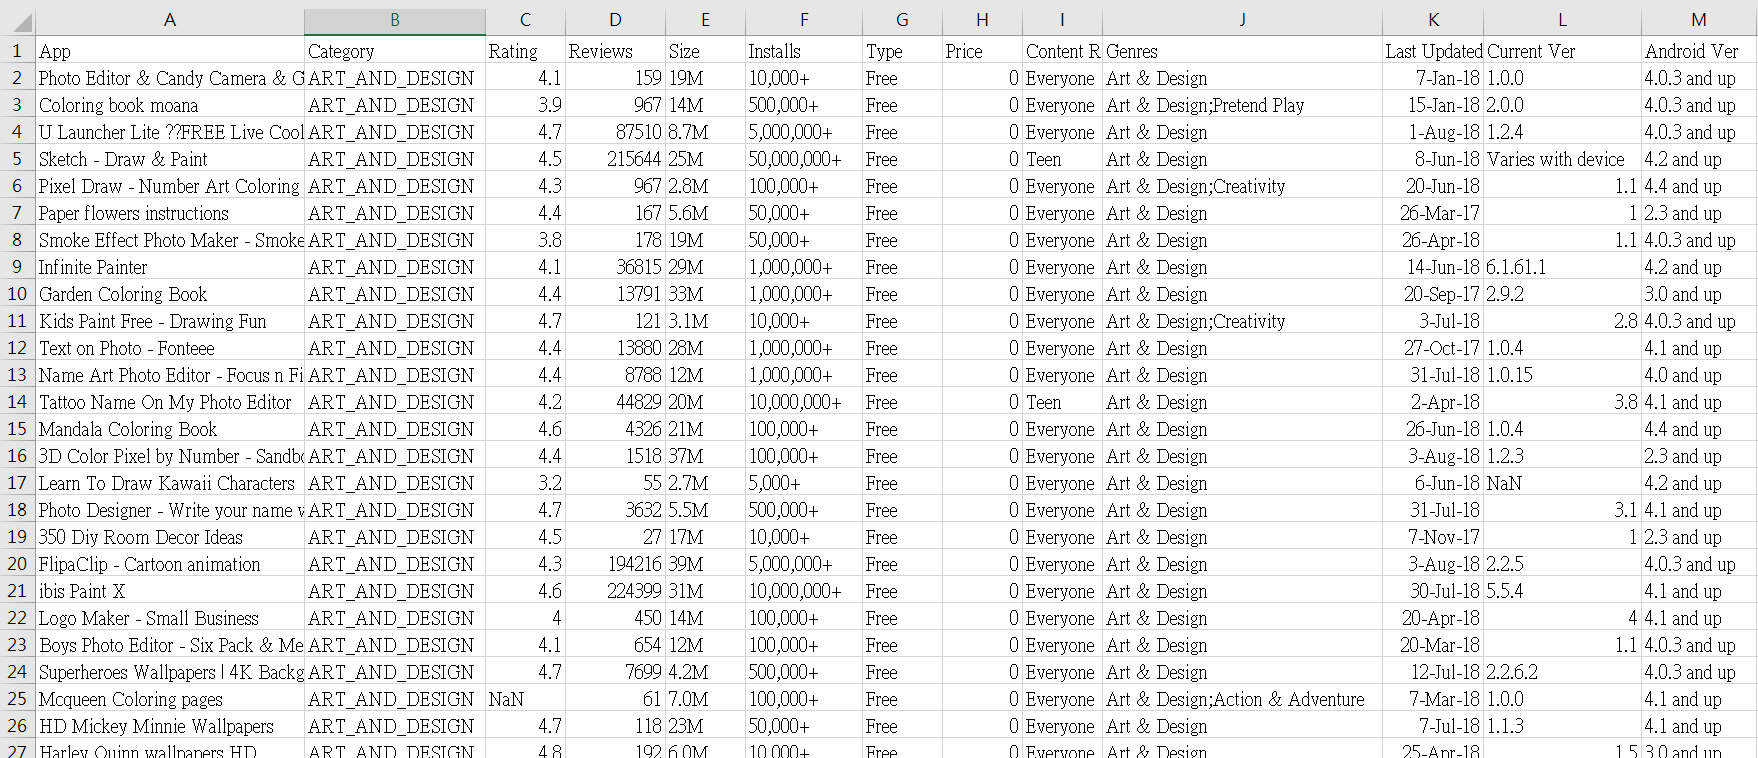 A B C D E F G H I J K L M
1 App Category Rating Reviews Size Installs Type Price Content R Genres Last Updated Current Ver Android Ver
2 Photo Editor & Candy Camera & G ART_AND_DESIGN 4.1 159 19M 10,000+ Free 0 Everyone Art & Design 7-Jan-18 1.0.0 4.0.3 and up
3 Coloring book moana ART_AND_DESIGN 3.9 967 14M 500,000+ Free 0 Everyone Art & Design;Pretend Play 15-Jan-18 2.0.0 4.0.3 and up
4 U Launcher Lite ??FREE Live Cool ART_AND_DESIGN 4.7 87510 8.7M 5,000,000+ Free 0 Everyone Art & Design 1-Aug-18 1.2.4 4.0.3 and up
5 Sketch - Draw & Paint ART_AND_DESIGN 4.5 215644 25M 50,000,000+ Free 0 Teen Art & Design 8-Jun-18 Varies with device 4.2 and up
6 Pixel Draw - Number Art Coloring ART_AND_DESIGN 4.3 967 2.8M 100,000+ Free 0 Everyone Art & Design;Creativity 20-Jun-18 1.1 4.4 and up
7 Paper flowers instructions ART_AND_DESIGN 4.4 167 5.6M 50,000+ Free 0 Everyone Art & Design 26-Mar-17 1 2.3 and up
8 Smoke Effect Photo Maker - Smoke ART_AND_DESIGN 3.8 178 19M 50,000+ Free 0 Everyone Art & Design 26-Apr-18 1.1 4.0.3 and up
9 Infinite Painter ART_AND_DESIGN 4.1 36815 29M 1,000,000+ Free 0 Everyone Art & Design 14-Jun-18 6.1.61.1 4.2 and up
10 Garden Coloring Book ART_AND_DESIGN 4.4 13791 33M 1,000,000+ Free 0 Everyone Art & Design 20-Sep-17 2.9.2 3.0 and up
11 Kids Paint Free - Drawing Fun ART_AND_DESIGN 4.7 121 3.1M 10,000+ Free 0 Everyone Art & Design;Creativity 3-Jul-18 2.8 4.0.3 and up
12 Text on Photo - Fonteee ART_AND_DESIGN 4.4 13880 28M 1,000,000+ Free 0 Everyone Art & Design 27-Oct-17 1.0.4 4.1 and up
13 Name Art Photo Editor - Focus n Fi ART_AND_DESIGN 4.4 8788 12M 1,000,000+ Free 0 Everyone Art & Design 31-Jul-18 1.0.15 4.0 and up
14 Tattoo Name On My Photo Editor ART_AND_DESIGN 4.2 44829 20M 10,000,000+ Free 0 Teen Art & Design 2-Apr-18 3.8 4.1 and up
15 Mandala Coloring Book ART_AND_DESIGN 4.6 4326 21M 100,000+ Free 0 Everyone Art & Design 26-Jun-18 1.0.4 4.4 and up
16 3D Color Pixel by Number - Sandbo ART_AND_DESIGN 4.4 1518 37M 100,000+ Free 0 Everyone Art & Design 3-Aug-18 1.2.3 2.3 and up
17 Learn To Draw Kawaii Characters ART_AND_DESIGN 3.2 55 2.7M 5,000+ Free 0 Everyone Art & Design 6-Jun-18 NaN 4.2 and up
18 Photo Designer - Write your name w ART_AND_DESIGN 4.7 3632 5.5M 500,000+ Free 0 Everyone Art & Design 31-Jul-18 3.1 4.1 and up
19 350 Diy Room Decor Ideas ART_AND_DESIGN 4.5 27 17M 10,000+ Free 0 Everyone Art & Design 7-Nov-17 1 2.3 and up
20 FlipaClip - Cartoon animation ART_AND_DESIGN 4.3 194216 39M 5,000,000+ Free 0 Everyone Art & Design 3-Aug-18 2.2.5 4.0.3 and up
21 ibis Paint X ART_AND_DESIGN 4.6 224399 31M 10,000,000+ Free 0 Everyone Art & Design 30-Jul-18 5.5.4 4.1 and up
22 Logo Maker - Small Business ART_AND_DESIGN 4 450 14M 100,000+ Free 0 Everyone Art & Design 20-Apr-18 4 4.1 and up
23 Boys Photo Editor - Six Pack & Me ART_AND_DESIGN 4.1 654 12M 100,000+ Free 0 Everyone Art & Design 20-Mar-18 1.1 4.0.3 and up
24 Superheroes Wallpapers | 4K Backg ART_AND_DESIGN 4.7 7699 4.2M 500,000+ Free 0 Everyone Art & Design 12-Jul-18 2.2.6.2 4.0.3 and up
25 Mcqueen Coloring pages ART_AND_DESIGN NaN 61 7.0M 100,000+ Free 0 Everyone Art & Design;Action & Adventure 7-Mar-18 1.0.0 4.1 and up
26 HD Mickey Minnie Wallpapers ART_AND_DESIGN 4.7 118 23M 50,000+ Free 0 Everyone Art & Design 7-Jul-18 1.1.3 4.1 and up
27 Harley Quinn wallpapers HD ART_AND_DESIGN 4.8 192 6.0M 10,000+ Free 0 Everyone Art & Design 25-Apr-18 1.5 3.0 and up